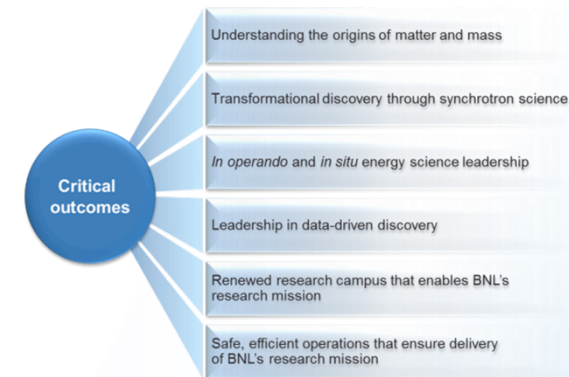 Understanding the origins of matter and mass
Transformational discovery through synchrotron science
In operando and in situ energy science leadership
Critical
outcomes
Leadership in data-driven discovery
Renewed research campus that enables BNL's
research mission
Safe, efficient operations that ensure delivery
of BNL's research mission